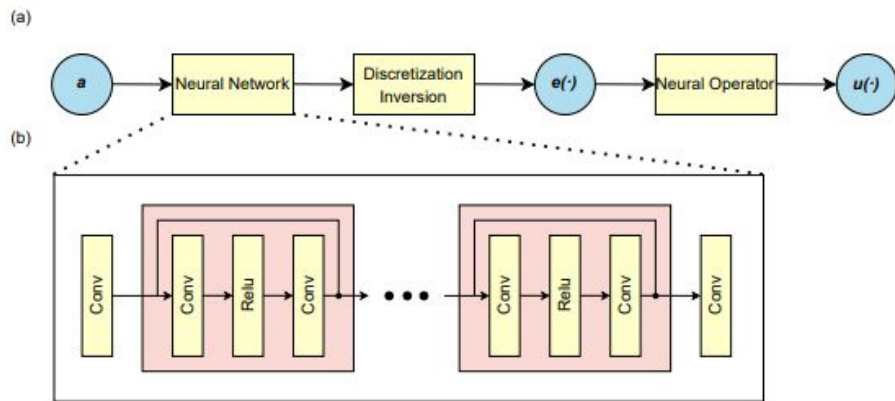 (a)
a
Neural Network
Discretization
Inversion
e(·)
Neural Operator
u(·)
(b)
Conv
Conv
Relu
Conv
Conv
Relu
Conv
Conv